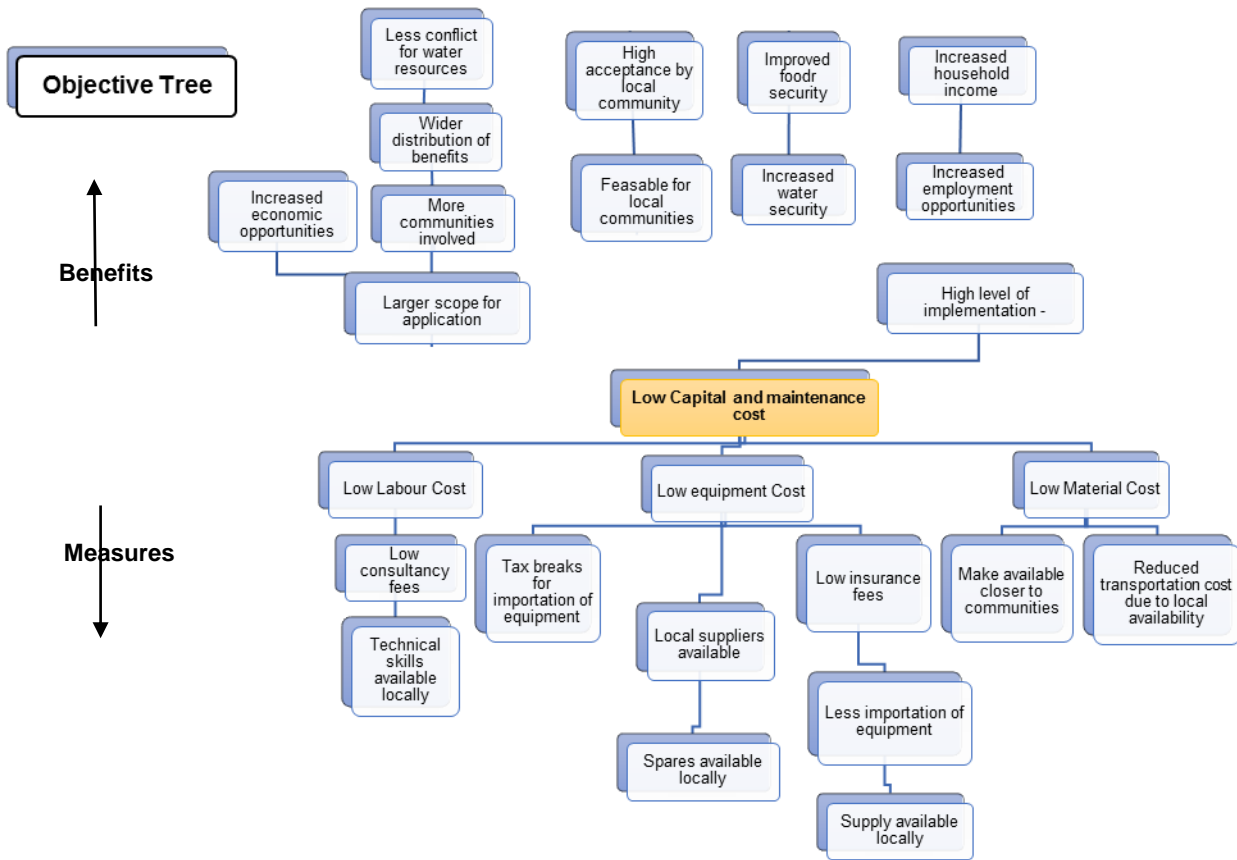 Objective Tree
Less conflict
for water
resources
High
acceptance by
local
community
Improved
foodr
security
Increased
household
income
Wider
distribution of
benefits
Feasable for
local
communities
Increased
water
security
Increased
employment
opportunities
Increased
economic
opportunities
More
communities
involved
Benefits
Larger scope for
application
High level of
implementation -
Low Capital and maintenance
cost
Low Labour Cost
Low equipment Cost
Low Material Cost
Measures
Low
consultancy
fees
Tax breaks
for
importation of
equipment
Low insurance
fees
Make available
closer to
communities
Reduced
transportation cost
due to local
availability
Technical
skills
available
locally
Local suppliers
available
Less importation of
equipment
Spares available
locally
Supply available
locally